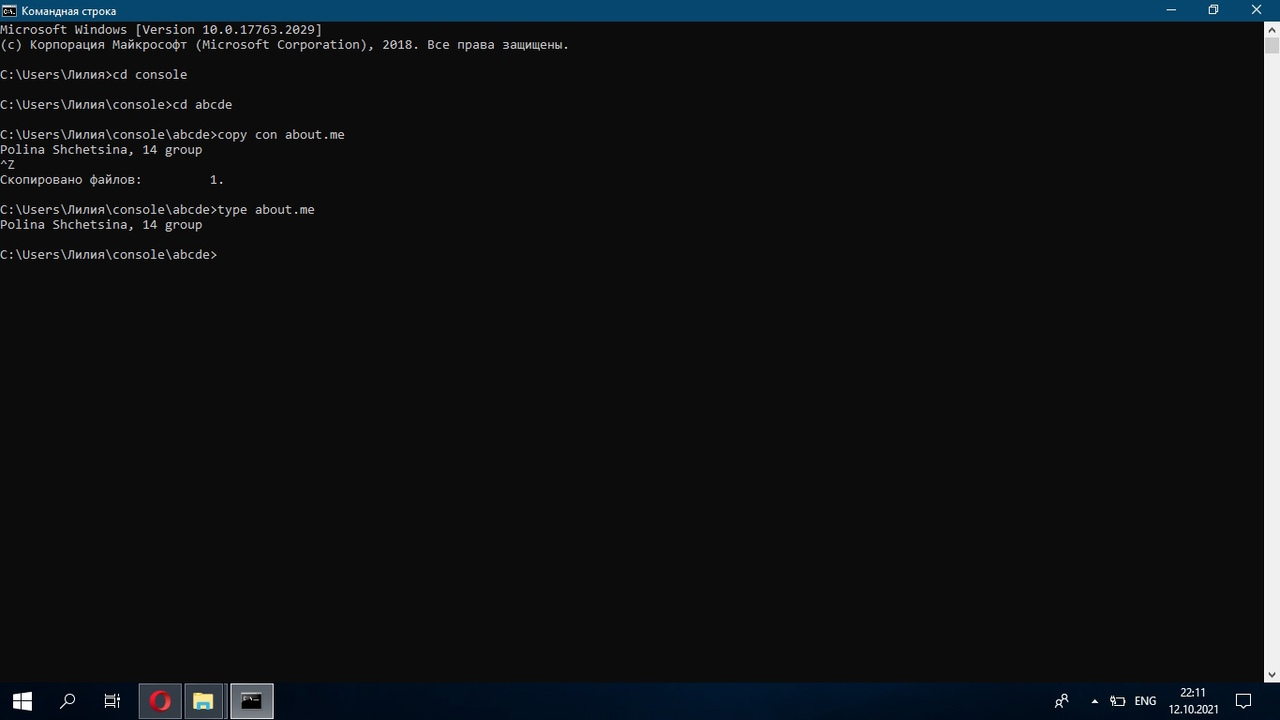 Командная строка
Microsoft Windows [Version 10.0.17763.2029]
(c) Корпорация Майкрософт (Microsoft Corporation), 2018. Все права защищены.
C:\Users\Лилия>cd console
C:\Users\Лилия\console>cd abcde
C:\Users\Лилия\console\abcde>copy con about.me
Polina Shchetsina, 14 group
^Z
Скопировано файлов:         1.
C:\Users\Лилия\console\abcde>type about.me
Polina Shchetsina, 14 group
C:\Users\Лилия\console\abcde>
ENG
22:11
12.10.2021